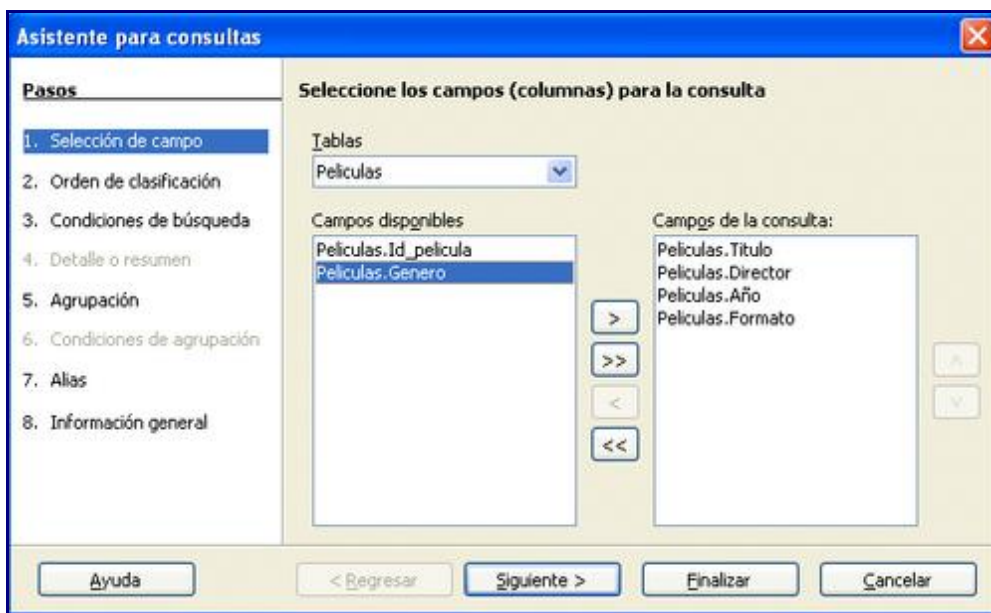 Asistente para consultas
Pasos
1. Selección de campo
2. Orden de clasificación
3. Condiciones de búsqueda
4. Detalle o resumen
5. Agrupación
6. Condiciones de agrupación
7. Alias
8. Información general
Seleccione los campos (columnas) para la consulta
Tablas
Peliculas
Campos disponibles
Peliculas.Id_pelicula
Peliculas.Genero
>
>>
<
<<
Campos de la consulta:
Peliculas.Titulo
Peliculas.Director
Peliculas.Año
Peliculas.Formato
Ayuda
< Regresar
Siguiente >
Finalizar
Cancelar